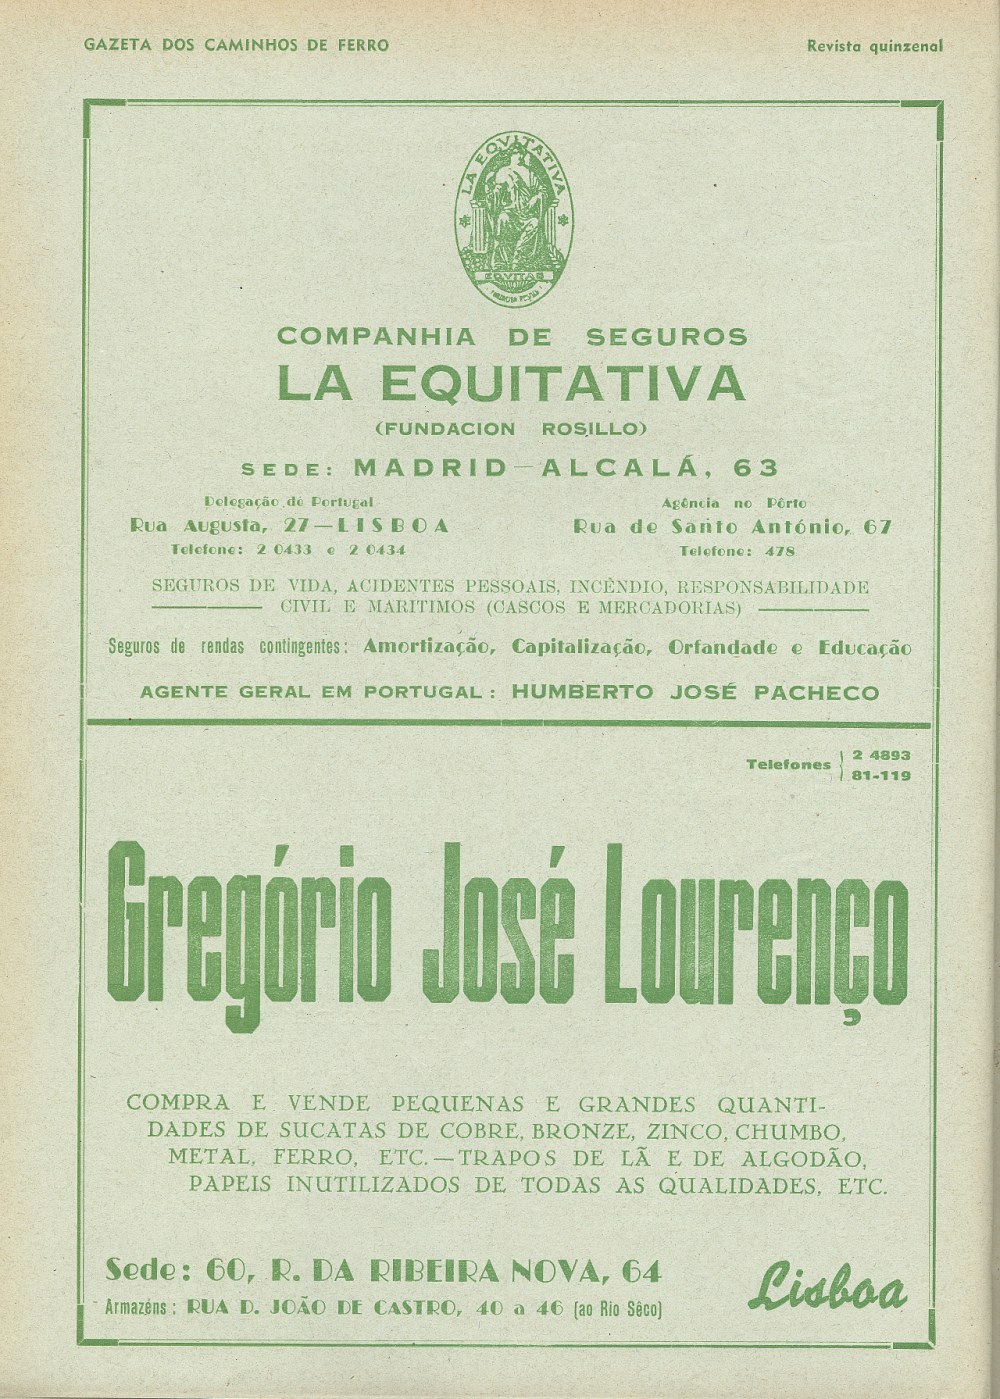 GAZETA DOS CAMINHOS DE FERRO
Revista quinzenal
LA EQVITATIVA
EQVITAS
COMPANHIA DE SEGUROS
LA EQUITATIVA
(FUNDACION ROSILLO)
SEDE: MADRID—ALCALÁ, 63
Delegação de Portugal
Rua Augusta, 27—LISBOA
Telefone: 2 0433 e 2 0434
Agência no Pôrto
Rua de Santo António, 67
Telefone: 478
SEGUROS DE VIDA, ACIDENTES PESSOAIS, INCÊNDIO, RESPONSABILIDADE
CIVIL E MARITIMOS (CASCOS E MERCADORIAS)
Seguros de rendas contingentes: Amortização, Capitalização, Orfandade e Educação
AGENTE GERAL EM PORTUGAL: HUMBERTO JOSÉ PACHECO
Telefones { 2 4893
81-119
Gregório José Lourenço
COMPRA E VENDE PEQUENAS E GRANDES QUANTI-
DADES DE SUCATAS DE COBRE, BRONZE, ZINCO, CHUMBO,
METAL, FERRO, ETC.—TRAPOS DE LÃ E DE ALGODÃO,
PAPEIS INUTILIZADOS DE TODAS AS QUALIDADES, ETC.
Sede: 60, R. DA RIBEIRA NOVA, 64
Armazéns: RUA D. JOÃO DE CASTRO, 40 a 46 (ao Rio Sêco)
Lisboa